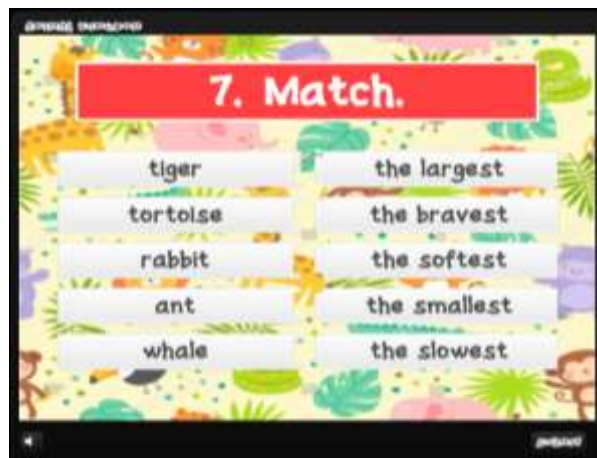 7. Match.
tiger
the largest
tortoise
the bravest
rabbit
the softest
ant
the smallest
whale
the slowest